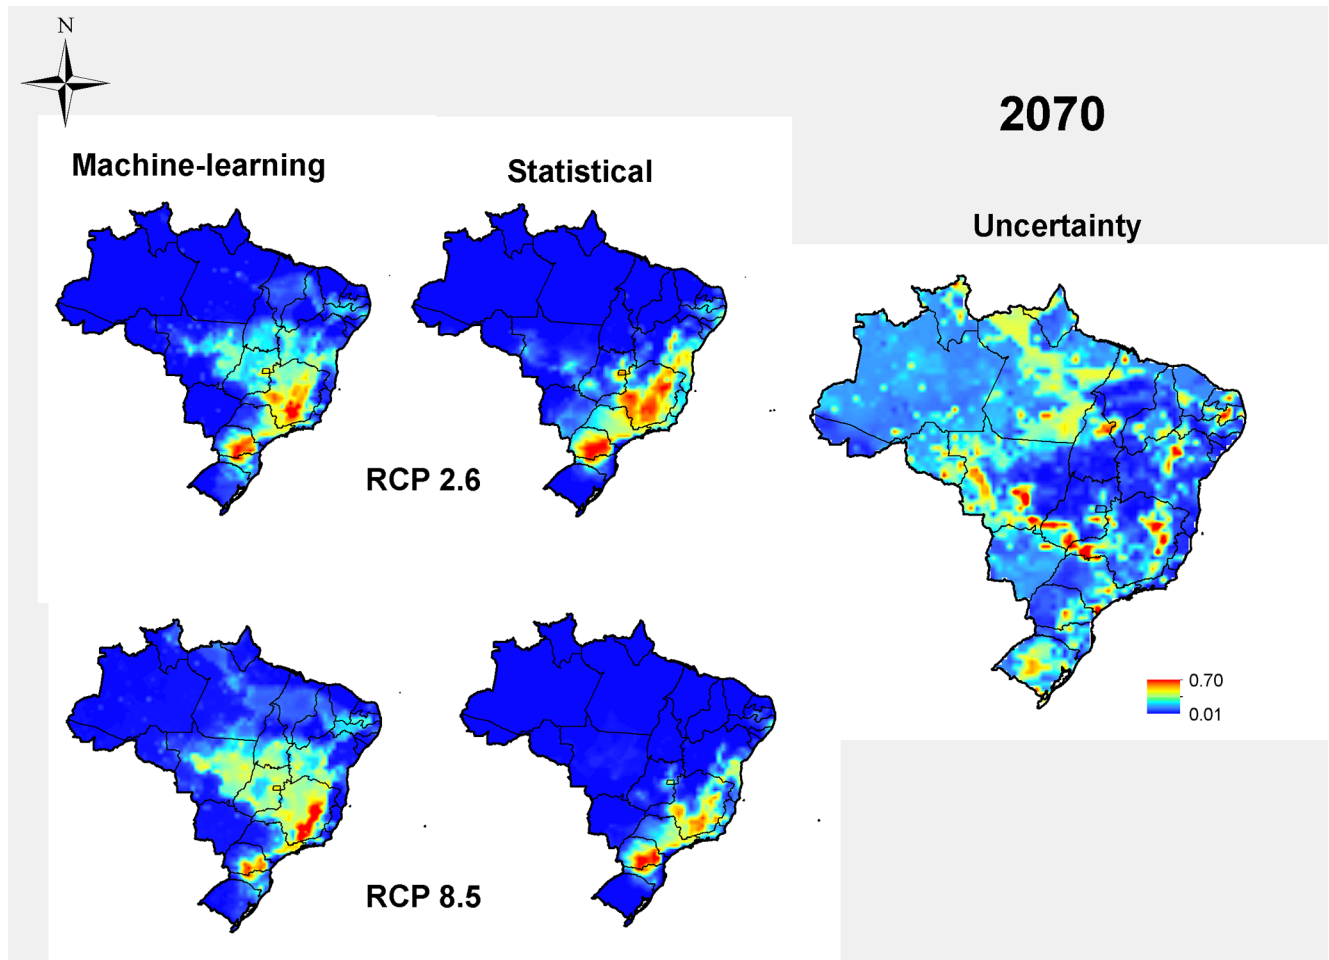 N
2070
Machine-learning
Statistical
Uncertainty
RCP 2.6
0.70
0.01
RCP 8.5